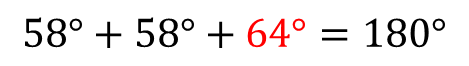 58° + 58° + 64° = 180°